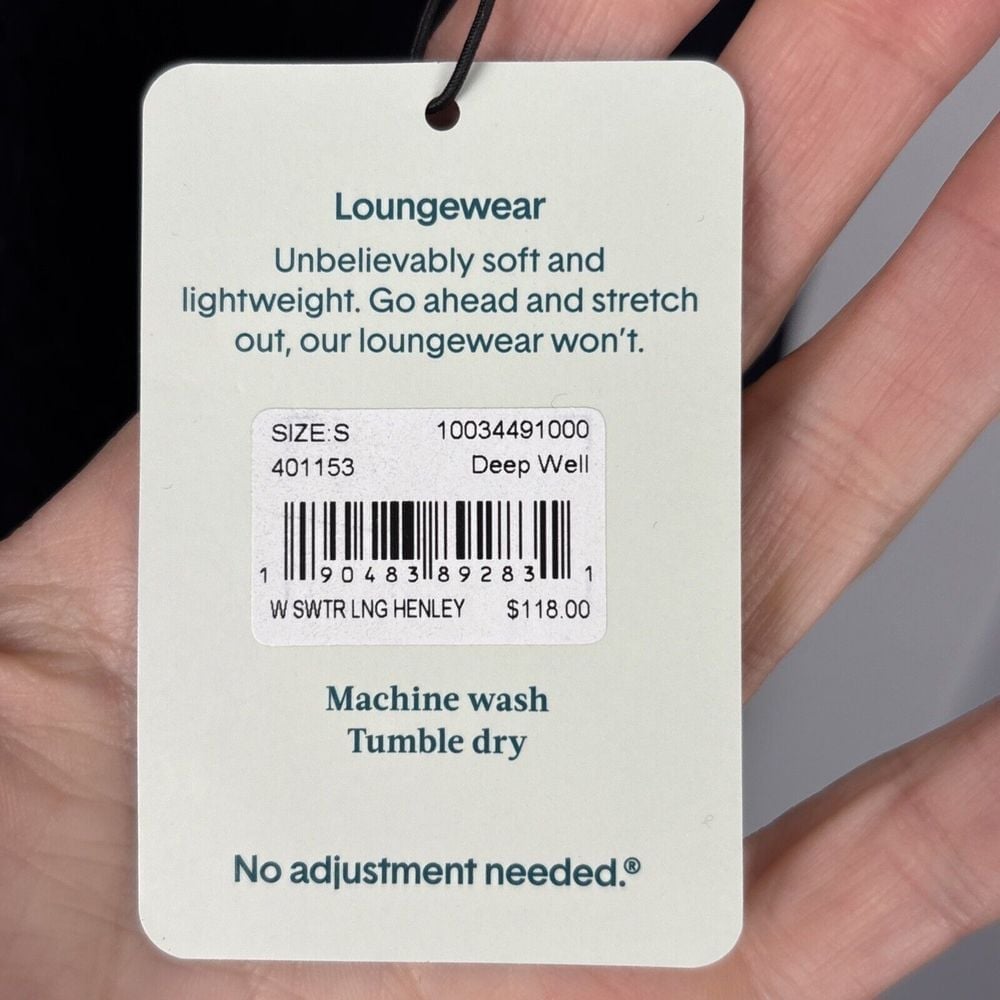 Loungewear
Unbelievably soft and
lightweight. Go ahead and stretch
out, our loungewear won't.
SIZE:S 10034491000
401153 Deep Well
1 90483 89283 1
W SWTR LNG HENLEY $118.00
Machine wash
Tumble dry
No adjustment needed.®